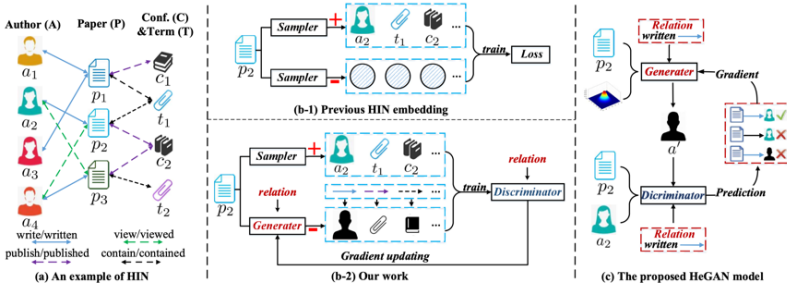 Author (A) Paper (P) Conf. (C) &Term (T)
a1
a2
a3
a4
p1
p2
p3
c1
t1
c2
t2
write/written view/viewed
publish/published contain/contained
(a) An example of HIN
p2
Sampler +
Sampler -
a2 t1 c2 ...
...
train
Loss
(b-1) Previous HIN embedding
p2
Sampler +
a2 t1 c2 ...
relation
Generater -
...
...
train
relation
Discriminator
Gradient updating
(b-2) Our work
Relation
written
p2
Generater
Gradient
a'
p2
a2
Dicriminator
Prediction
Relation
written
(c) The proposed HeGAN model